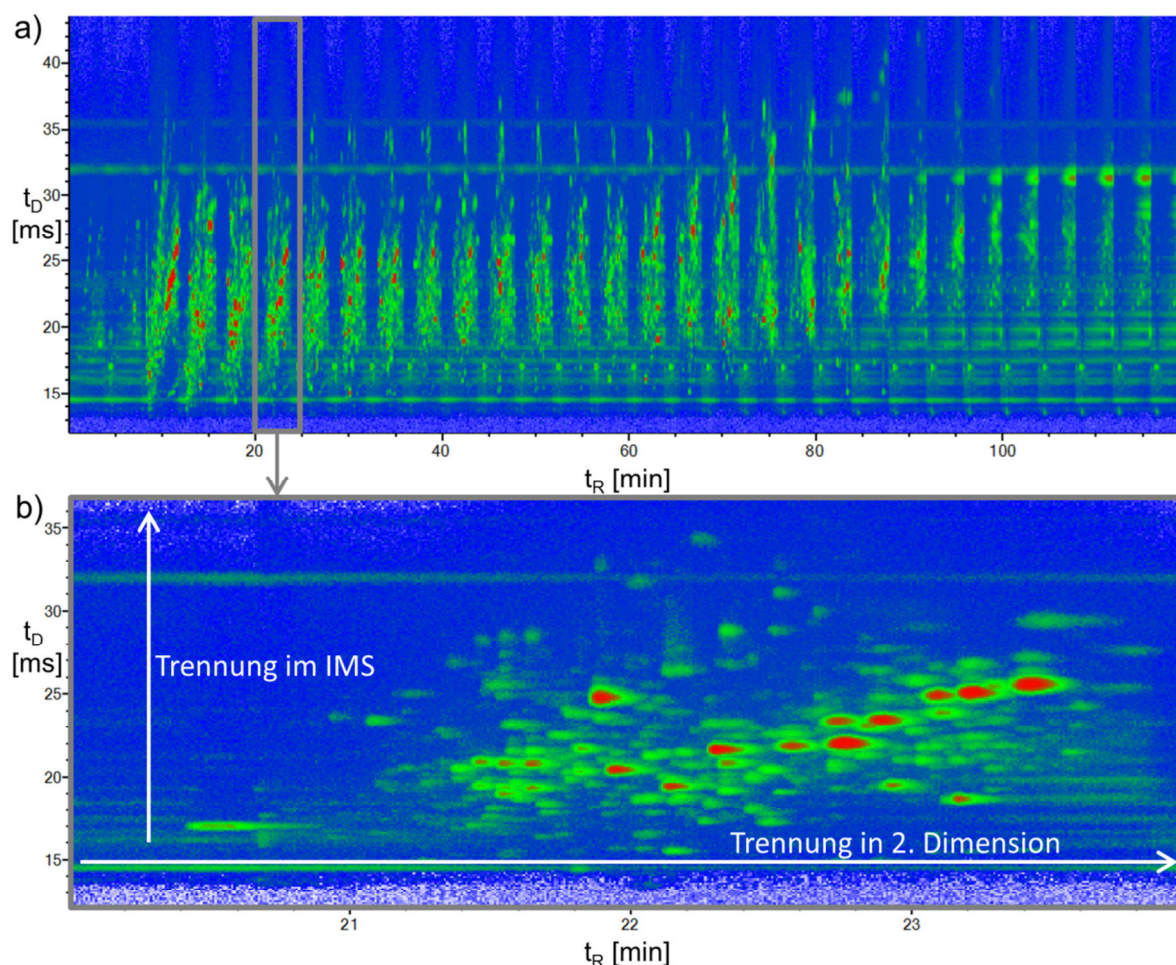 a)
40
35
30
25
20
15
t_D
[ms]
20
40
60
80
100
t_R [min]
b)
35
30
25
20
15
t_D
[ms]
Trennung im IMS
Trennung in 2. Dimension
21
22
23
t_R [min]